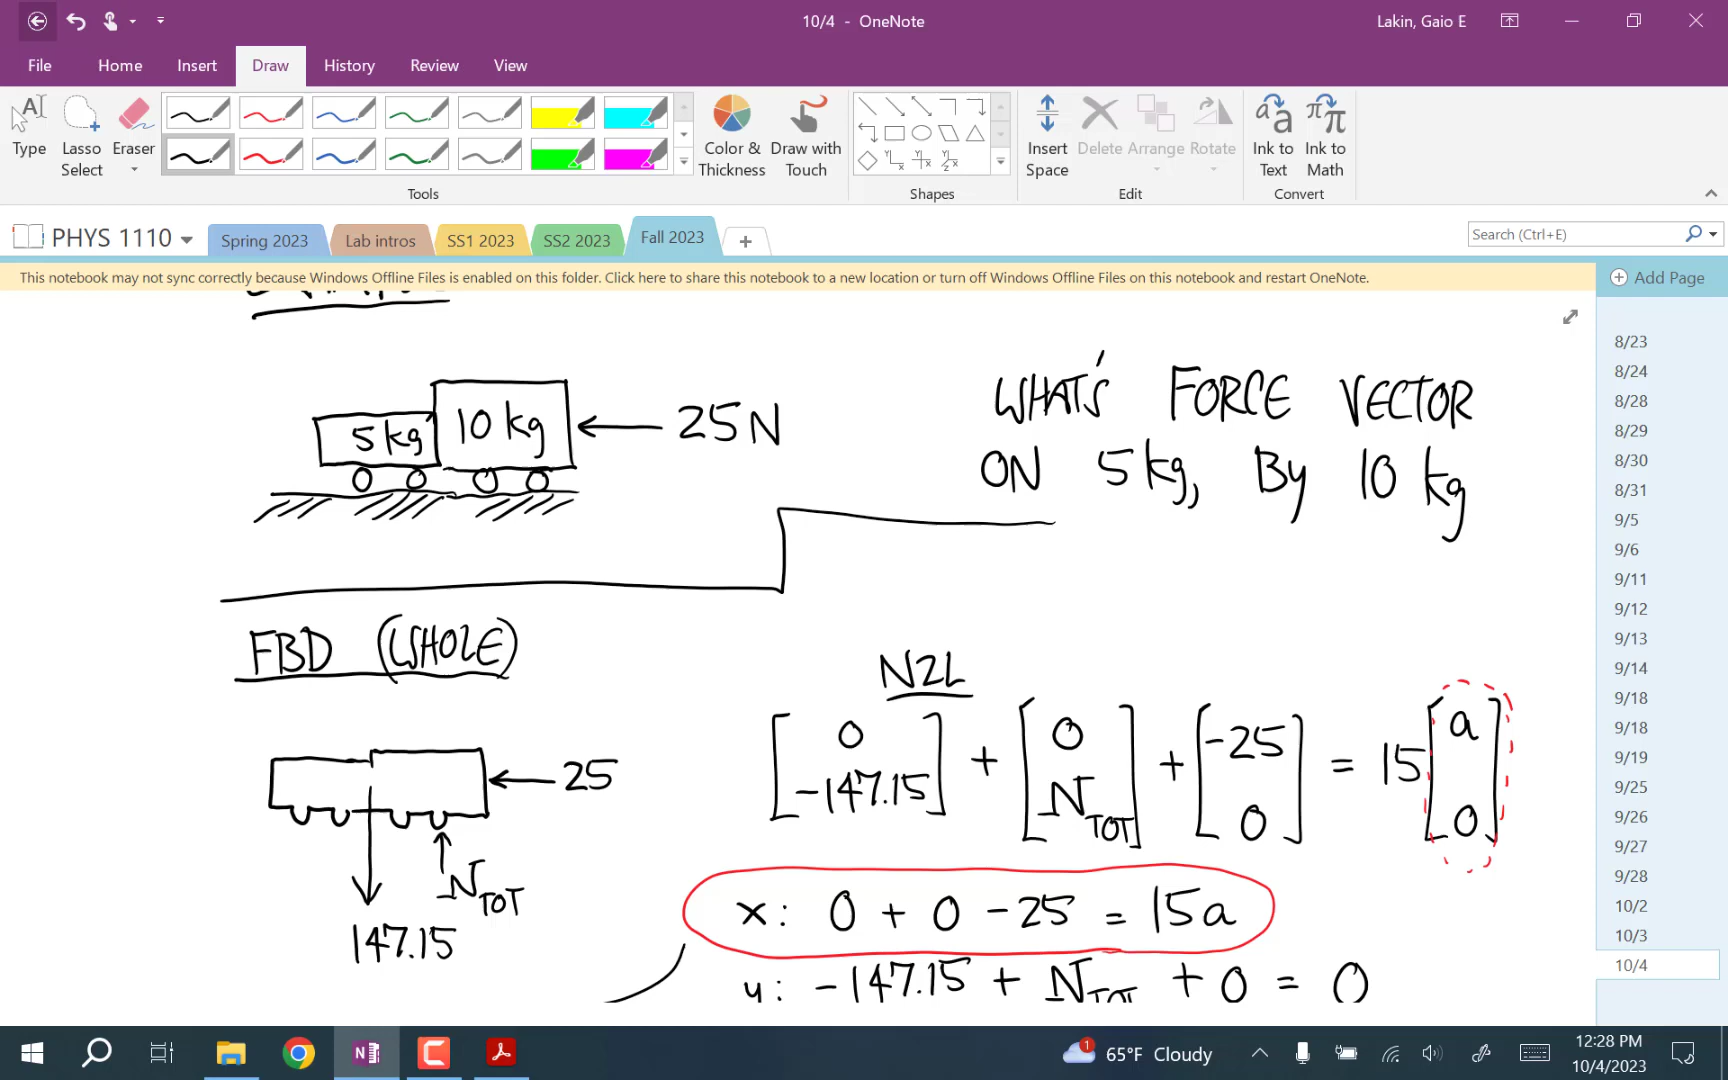 10/4 - OneNote
Lakin, Gaio E
File Home Insert Draw History Review View
Type
Lasso Select
Eraser
Color & Thickness
Draw with Touch
Insert Space
Delete Arrange Rotate
Ink to Text
Ink to Math
Tools Shapes Edit Convert
PHYS 1110 Spring 2023 Lab intros SS1 2023 SS2 2023 Fall 2023
Search (Ctrl+E)
This notebook may not sync correctly because Windows Offline Files is enabled on this folder. Click here to share this notebook to a new location or turn off Windows Offline Files on this notebook and restart OneNote.
Add Page
8/23
8/24
8/28
8/29
8/30
8/31
9/5
9/6
9/11
9/12
9/13
9/14
9/18
9/18
9/19
9/25
9/26
9/27
9/28
10/2
10/3
10/4
5 kg 10 kg ← 25 N
WHAT'S FORCE VECTOR
ON 5 kg, BY 10 kg
FBD (WHOLE)
← 25
N TOT
147.15
N2L
[0 -147.15] + [0 N TOT] + [-25 0] = 15 [a 0]
x: 0 + 0 - 25 = 15a
y: -147.15 + N TOT + 0 = 0
1
65°F Cloudy
12:28 PM
10/4/2023